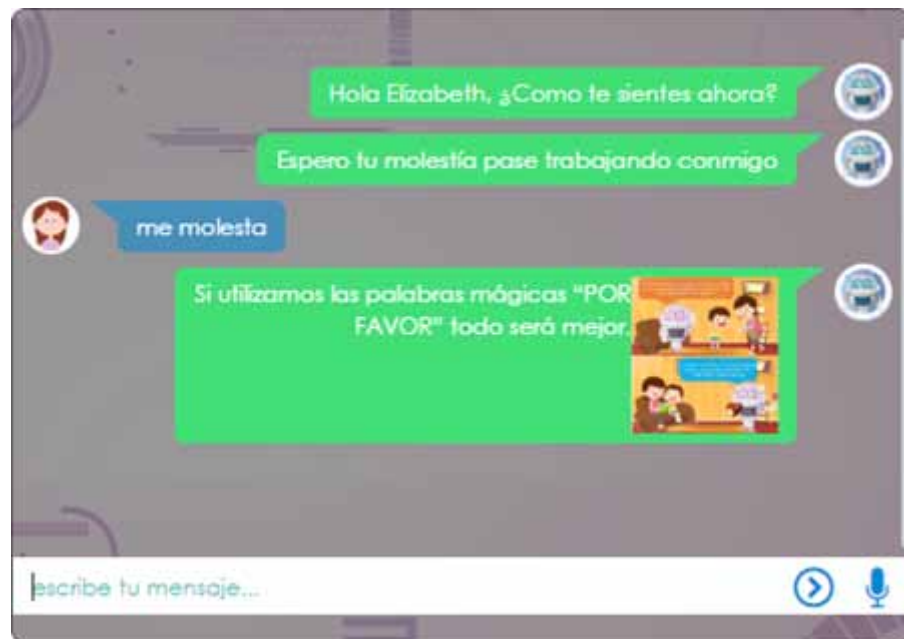 Hola Elizabeth, ¿Como te sientes ahora?
Espero tu molestía pase trabajando conmigo
me molesta
Si utilizamos las palabras mágicas "POR
FAVOR" todo será mejor.
escribe tu mensaje...